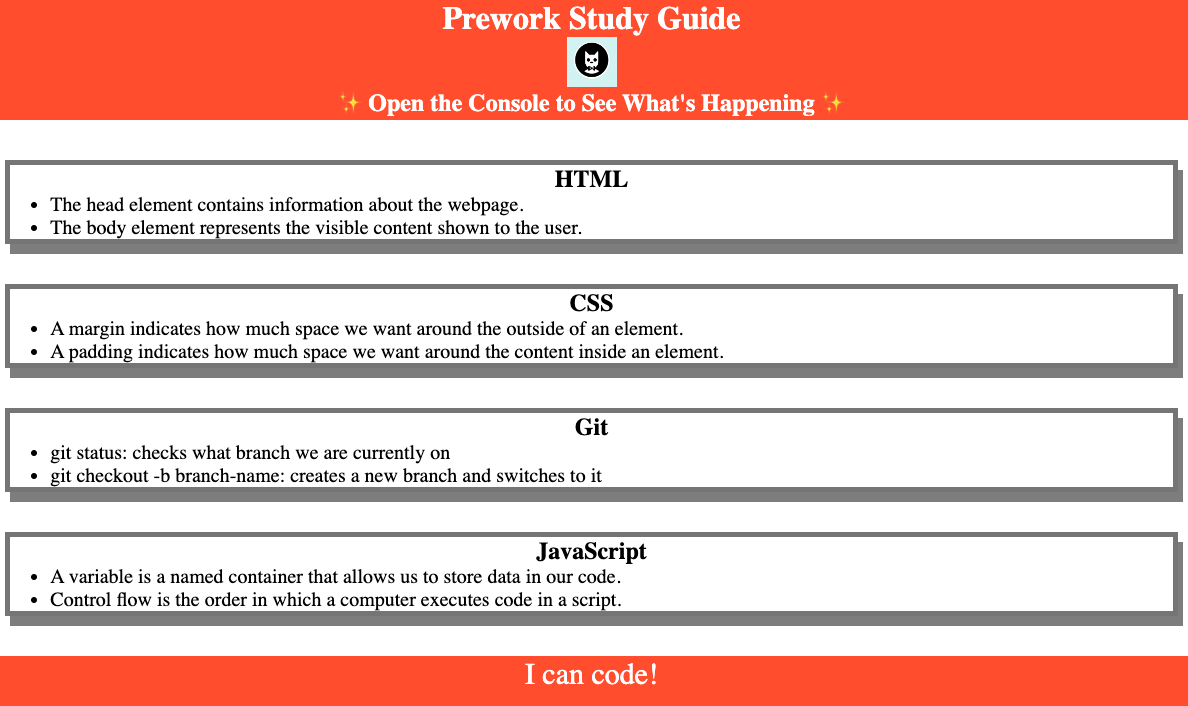 Prework Study Guide
✨ Open the Console to See What's Happening ✨
HTML
• The head element contains information about the webpage.
• The body element represents the visible content shown to the user.
CSS
• A margin indicates how much space we want around the outside of an element.
• A padding indicates how much space we want around the content inside an element.
Git
• git status: checks what branch we are currently on
• git checkout -b branch-name: creates a new branch and switches to it
JavaScript
• A variable is a named container that allows us to store data in our code.
• Control flow is the order in which a computer executes code in a script.
I can code!